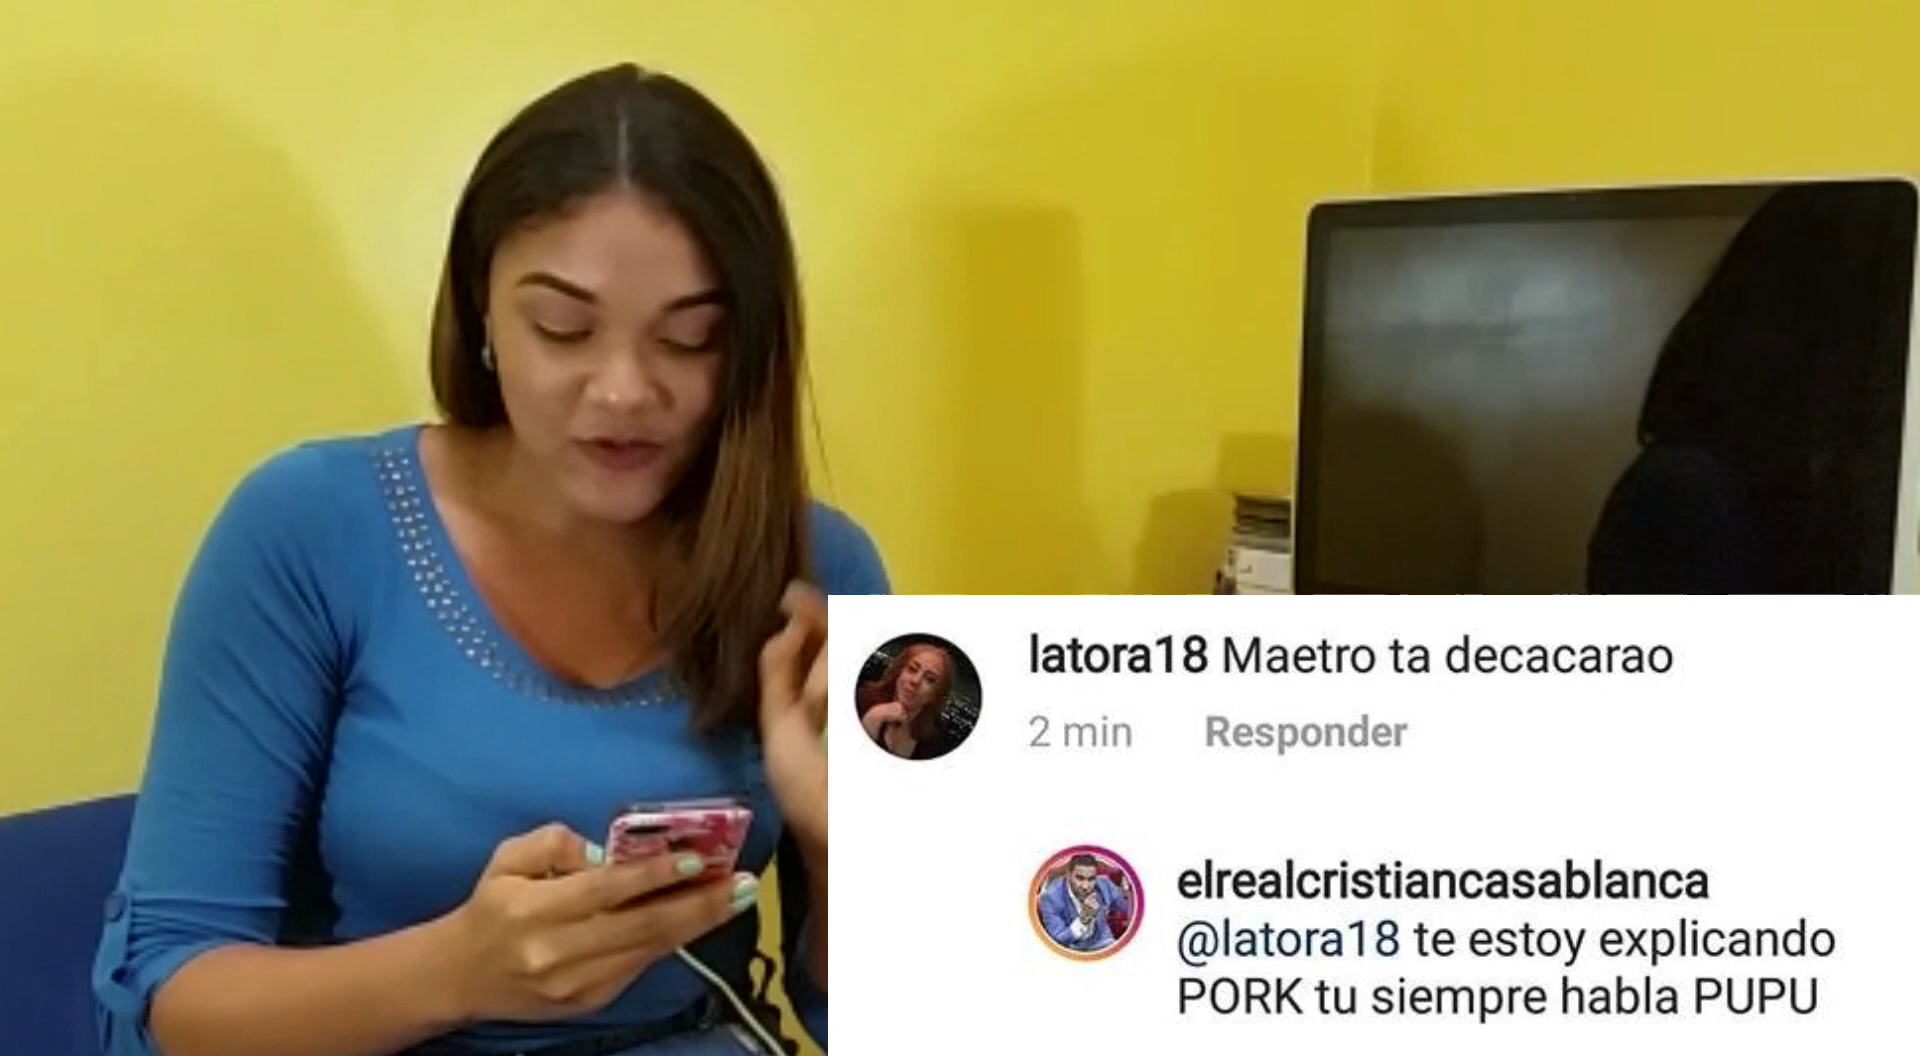 latora18 Maetro ta decacarao
2 min Responder
elrealcristiancasablanca
@latora18 te estoy explicando
PORK tu siempre habla PUPU